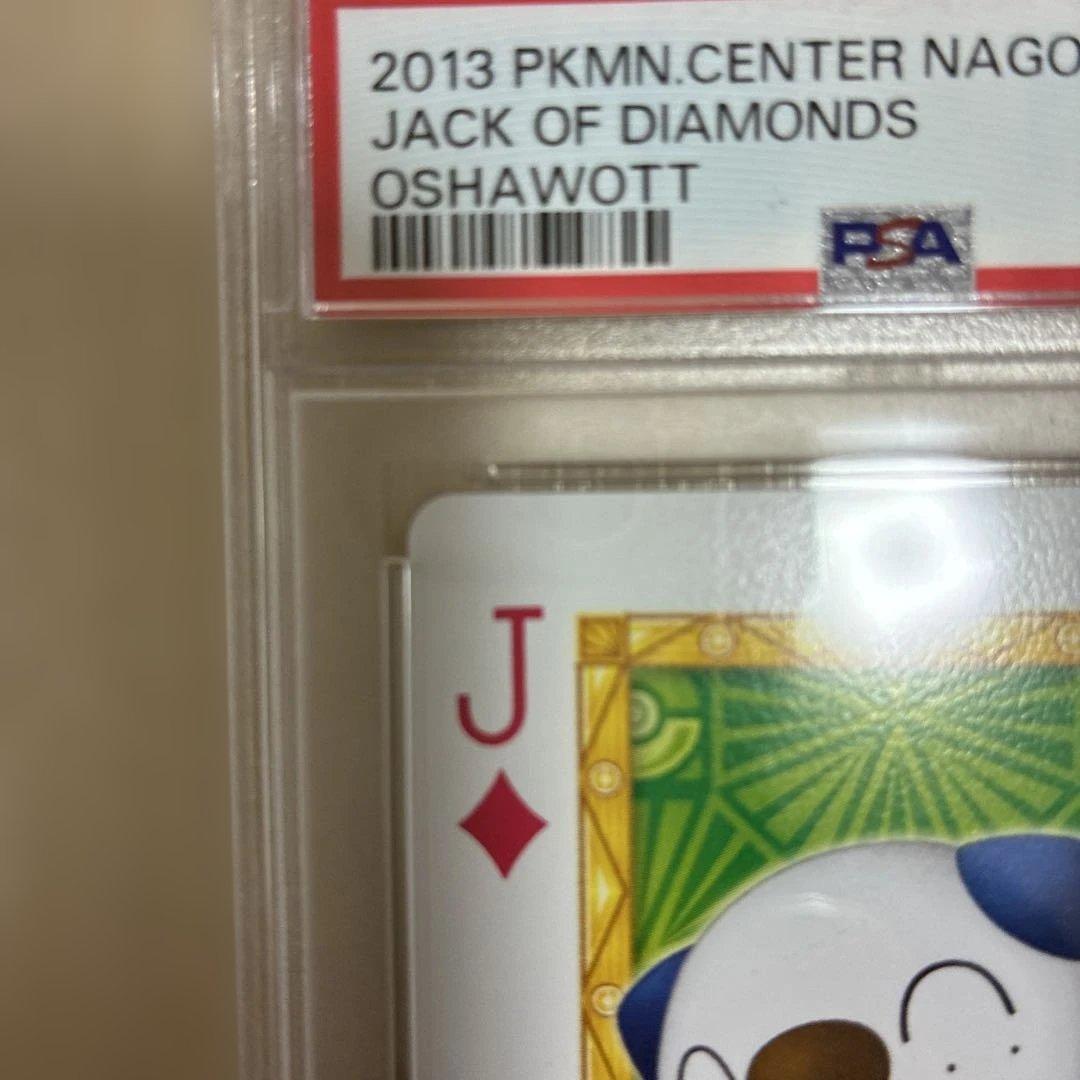 2013 PKMN.CENTER NAGO
JACK OF DIAMONDS
OSHAWOTT
PSA
J